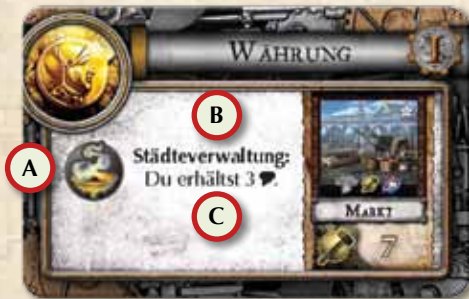 WÄHRUNG
I
B
A
Städteverwaltung:
Du erhältst 3
C
MARKT
7